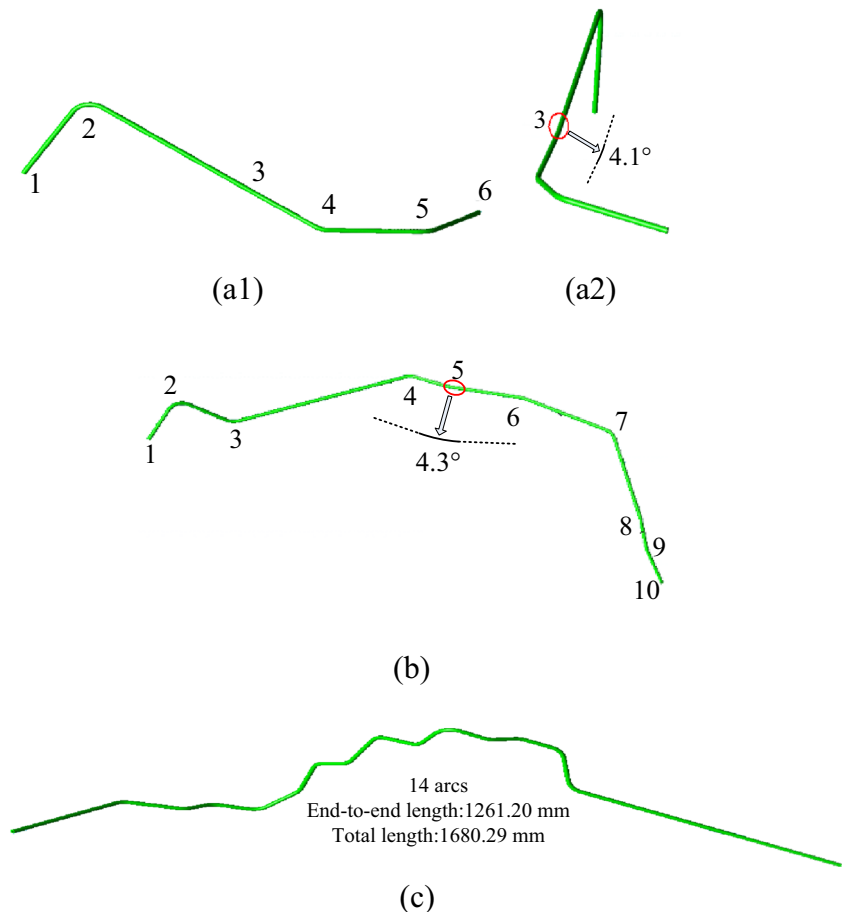 1
2
3
4
5
6
(a1)
3
4.1°
(a2)
1
2
3
4
5
6
7
8
9
10
4.3°
(b)
14 arcs
End-to-end length:1261.20 mm
Total length:1680.29 mm
(c)